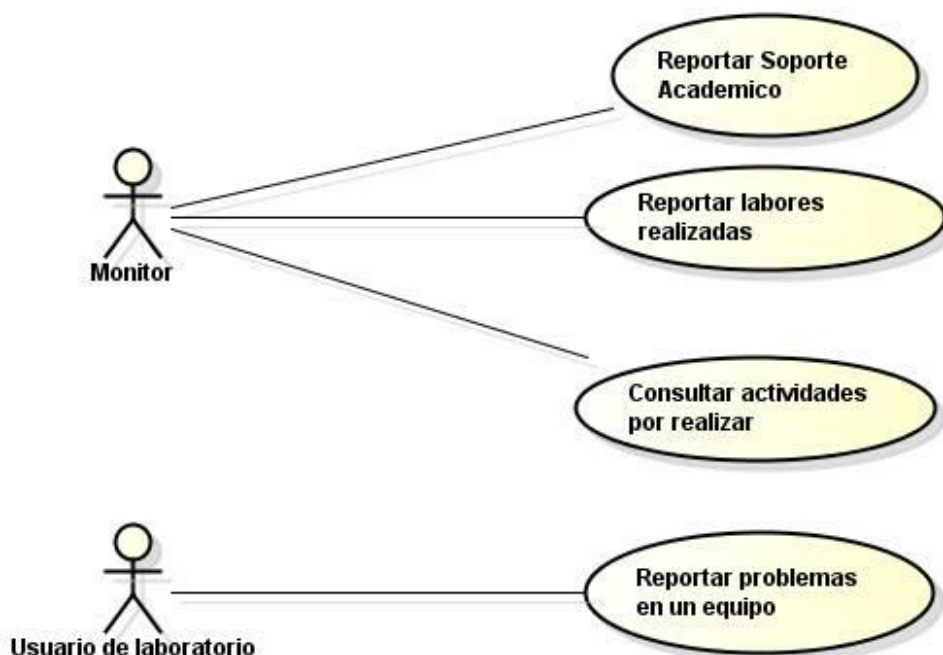 Reportar Soporte
Academico
Reportar labores
realizadas
Monitor
Consultar actividades
por realizar
Reportar problemas
en un equipo
Usuario de laboratorio